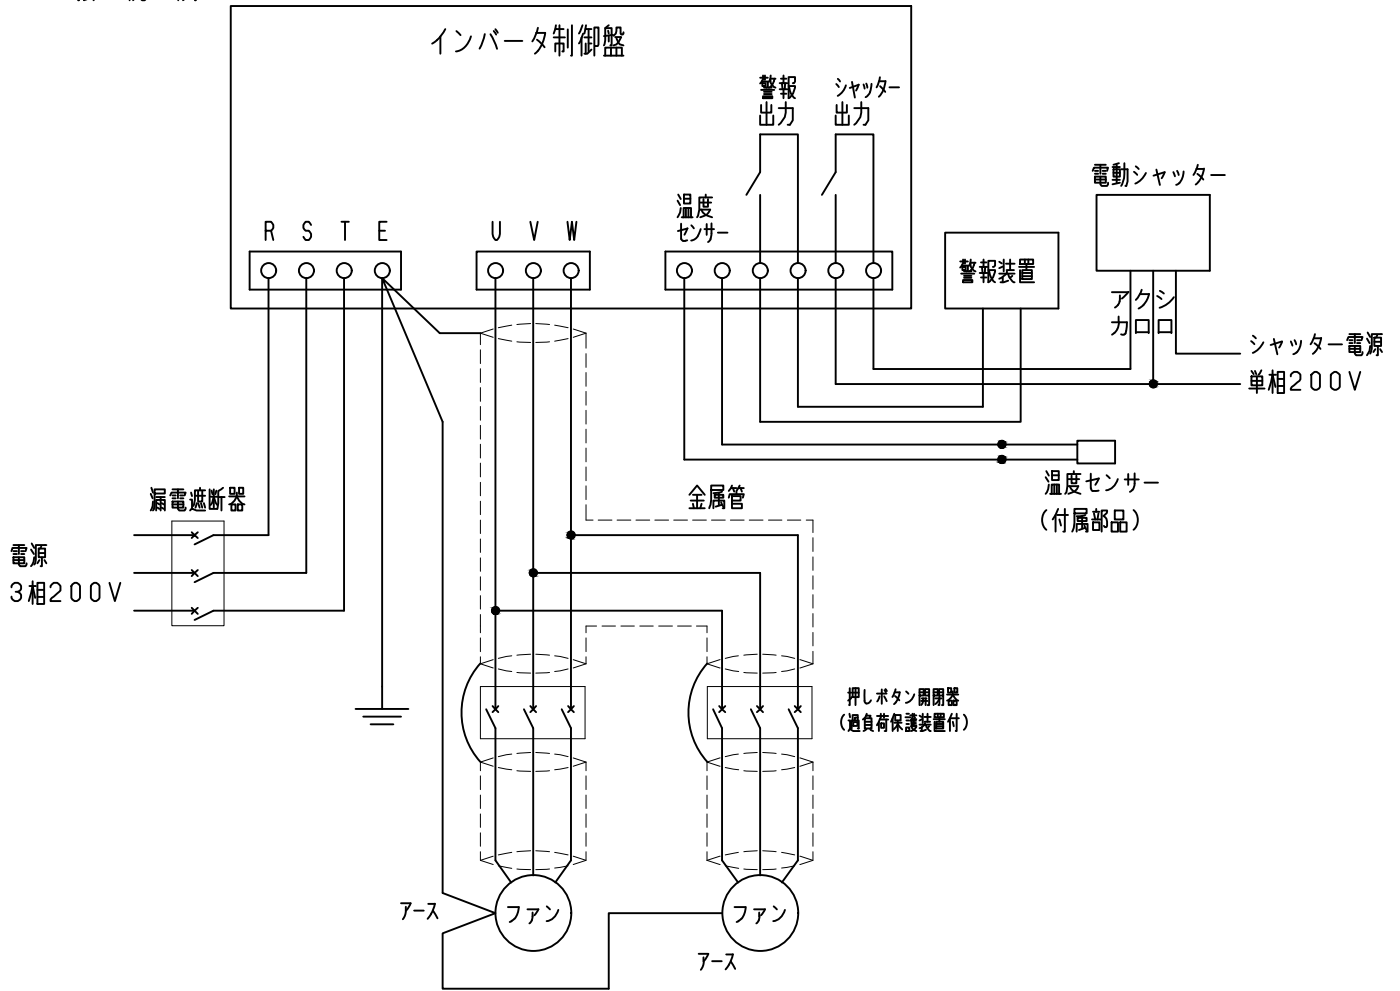 インバータ制御盤
警報
出力
シャッター
出力
電動シャッター
温度
センサー
R S T E
U V W
警報装置
アカ
クロ
シロ
シャッター電源
単相200V
温度センサー
(付属部品)
漏電遮断器
金属管
電源
3相200V
押しボタン開閉器
(過負荷保護装置付)
アース
ファン
ファン
アース